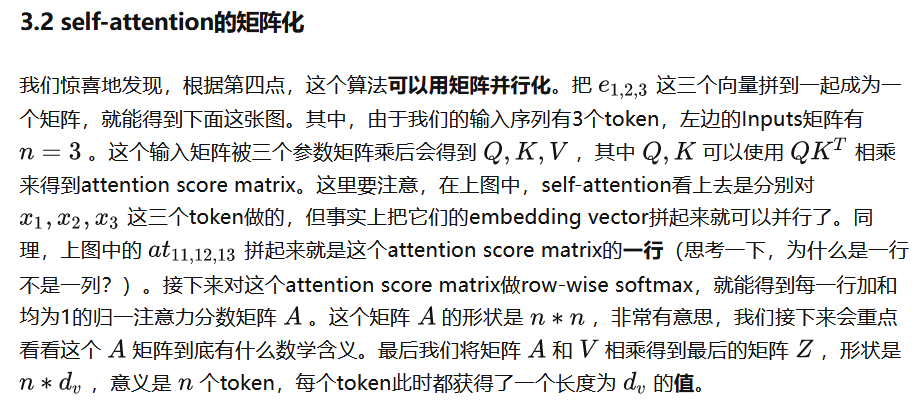 3.2 self-attention的矩阵化
我们惊喜地发现，根据第四点，这个算法可以用矩阵并行化。把 e1,2,3 这三个向量拼到一起成为一
个矩阵，就能得到下面这张图。其中，由于我们的输入序列有3个token，左边的Inputs矩阵有
n = 3 。这个输入矩阵被三个参数矩阵乘后会得到 Q, K, V ，其中 Q, K 可以使用 QK^T 相乘
来得到attention score matrix。这里要注意，在上图中，self-attention看上去是分别对
x1, x2, x3 这三个token做的，但事实上把它们的embedding vector拼起来就可以并行了。同
理，上图中的 at11,12,13 拼起来就是这个attention score matrix的一行（思考一下，为什么是一行
不是一列？）。接下来对这个attention score matrix做row-wise softmax，就能得到每一行加和
均为1的归一注意力分数矩阵 A 。这个矩阵 A 的形状是 n * n ，非常有意思，我们接下来会重点
看看这个 A 矩阵到底有什么数学含义。最后我们将矩阵 A 和 V 相乘得到最后的矩阵 Z ，形状是
n * dv ，意义是 n 个token，每个token此时都获得了一个长度为 dv 的值。